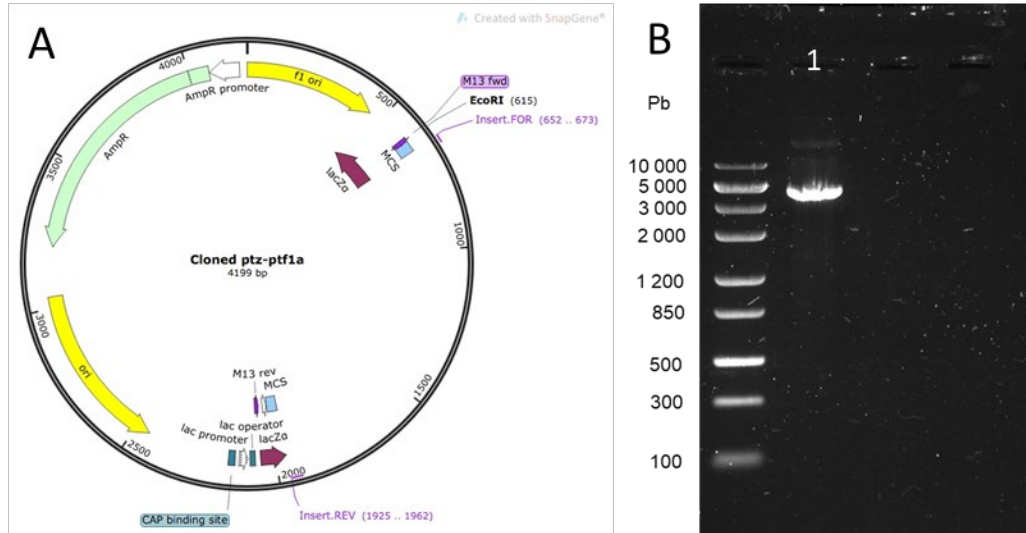 Created with SnapGene®
A
4000
AmpR promoter
f1 ori
500
M13 fwd
EcoRI (615)
Insert.FOR (652 .. 673)
MCS
lacZα
AmpR
3500
1000
Cloned ptz-ptf1a
4199 bp
3000
ori
1500
M13 rev
MCS
lac operator
lac promoter
lacZα
2500
2000
CAP binding site
Insert.REV (1925 .. 1962)
B
1
Pb
10 000
5 000
3 000
2 000
1 200
850
500
300
100